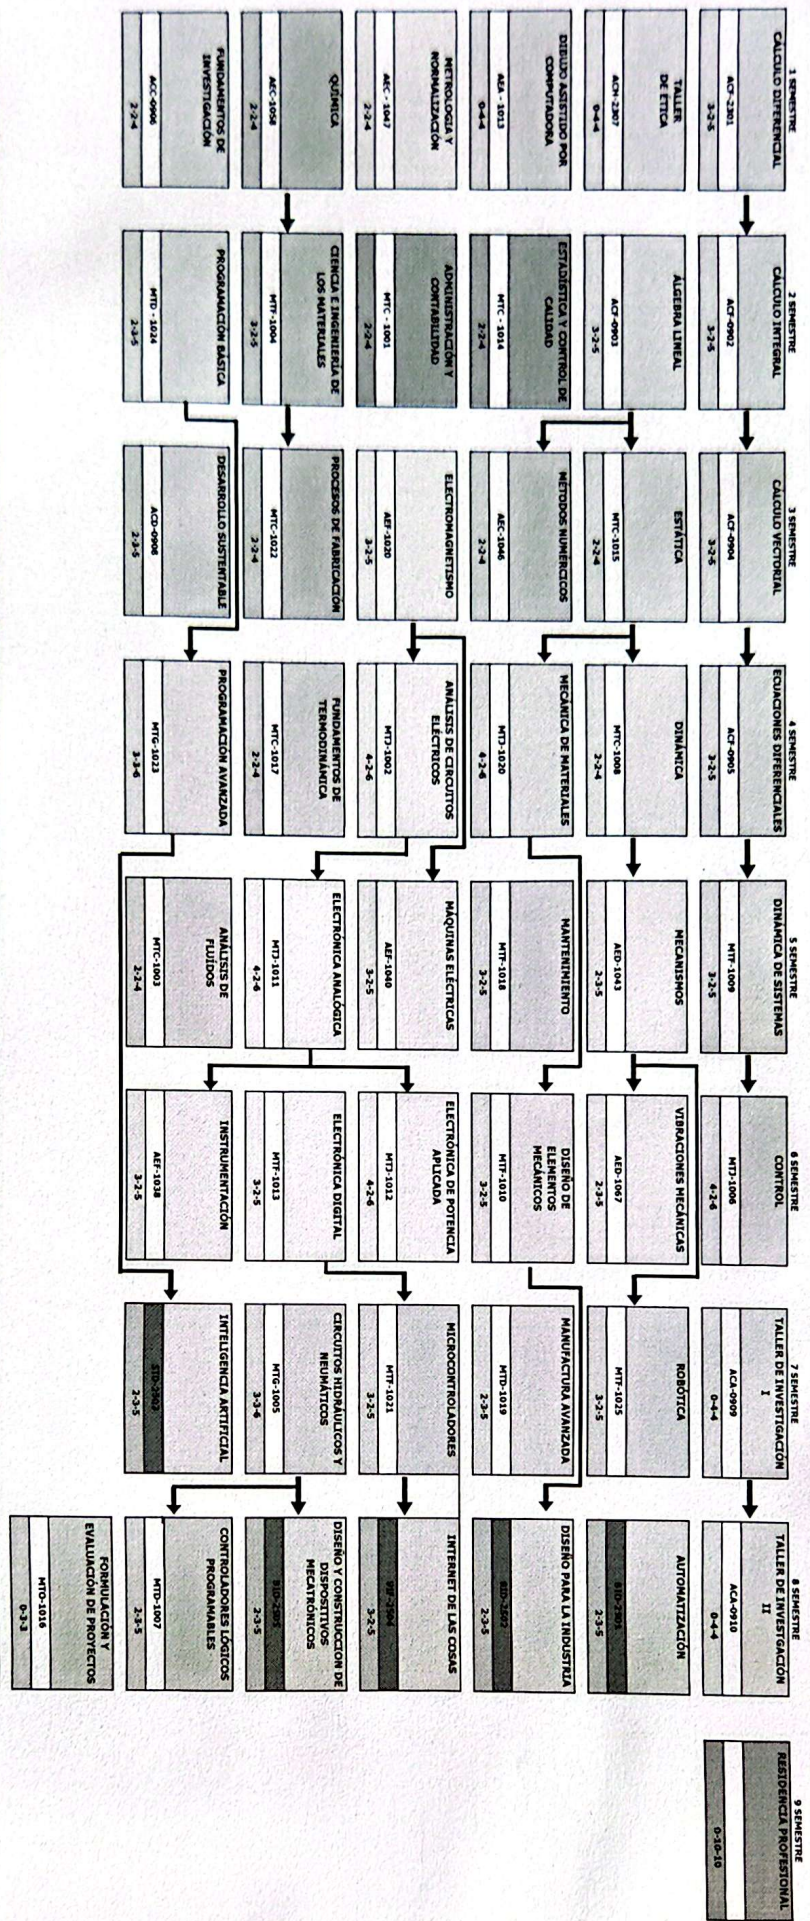 1 SEMESTRE
CÁLCULO DIFERENCIAL
ACF-2301
3-2-5
TALLER
DE ÉTICA
ACH-2307
0-4-4
DIBUJO ASISTIDO POR
COMPUTADORA
AEA - 1013
0-4-4
METROLOGIA Y
NORMALIZACIÓN
AEC - 1047
2-2-4
QUÍMICA
AEC-1058
2-2-4
FUNDAMENTOS DE
INVESTIGACIÓN
ACC-0906
2-2-4
2 SEMESTRE
CÁLCULO INTEGRAL
ACF-0902
3-2-5
ÁLGEBRA LINEAL
ACF-0903
3-2-5
ESTADÍSTICA Y CONTROL DE
CALIDAD
MTC - 1014
2-2-4
ADMINISTRACIÓN Y
CONTABILIDAD
MTC - 1001
2-2-4
CIENCIA E INGENIERÍA DE
LOS MATERIALES
MTF-1004
3-2-5
PROGRAMACIÓN BÁSICA
MTD - 1024
2-3-5
3 SEMESTRE
CÁLCULO VECTORIAL
ACF-0904
3-2-5
ESTÁTICA
MTC-1015
2-2-4
MÉTODOS NUMÉRCICOS
AEC-1046
2-2-4
ELECTROMAGNETISMO
AEF-1020
3-2-5
PROCESOS DE FABRICACIÓN
MTC-1022
2-2-4
DESARROLLO SUSTENTABLE
ACD-0908
2-3-5
4 SEMESTRE
ECUACIONES DIFERENCIALES
ACF-0905
3-2-5
DINÁMICA
MTC-1008
2-2-4
MECÁNICA DE MATERIALES
MTJ-1020
4-2-6
ANÁLISIS DE CIRCUITOS
ELÉCTRICOS
MTJ-1002
4-2-6
FUNDAMENTOS DE
TERMODINÁMICA
MTC-1017
2-2-4
PROGRAMACIÓN AVANZADA
MTG-1023
3-3-6
5 SEMESTRE
DINÁMICA DE SISTEMAS
MTF-1009
3-2-5
MECANISMOS
AED-1043
2-3-5
MANTENIMIENTO
MTF-1018
3-2-5
MÁQUINAS ELÉCTRICAS
AEF-1040
3-2-5
ELECTRÓNICA ANALÓGICA
MTJ-1011
4-2-6
ANÁLISIS DE
FLUÍDOS
MTC-1003
2-2-4
6 SEMESTRE
CONTROL
MTJ-1006
4-2-6
VIBRACIONES MECÁNICAS
AED-1067
2-3-5
DISEÑO DE
ELEMENTOS
MECÁNICOS
MTF-1010
3-2-5
ELECTRÓNICA DE POTENCIA
APLICADA
MTJ-1012
4-2-6
ELECTRÓNICA DIGITAL
MTF-1013
3-2-5
INSTRUMENTACIÓN
AEF-1038
3-2-5
7 SEMESTRE
TALLER DE INVESTIGACIÓN
I
ACA-0909
0-4-4
ROBÓTICA
MTF-1025
3-2-5
MANUFACTURA AVANZADA
MTD-1019
2-3-5
MICROCONTROLADORES
MTF-1021
3-2-5
CIRCUITOS HIDRÁULICOS Y
NEUMÁTICOS
MTG-1005
3-3-6
INTELIGENCIA ARTIFICIAL
2-3-5
8 SEMESTRE
TALLER DE INVESTGACIÓN
II
ACA-0910
0-4-4
AUTOMATIZACIÓN
2-3-5
DISEÑO PARA LA INDUSTRIA
2-3-5
INTERNET DE LAS COSAS
3-2-5
DISEÑO Y CONSTRUCCION DE
DISPOSITIVOS
MECATRÓNICOS
2-3-5
CONTROLADORES LÓGICOS
PROGRAMABLES
MTD-1007
2-3-5
FORMULACIÓN Y
EVALUACIÓN DE PROYECTOS
MTO-1016
0-3-3
9 SEMESTRE
RESIDENCIA PROFESIONAL
0-10-10